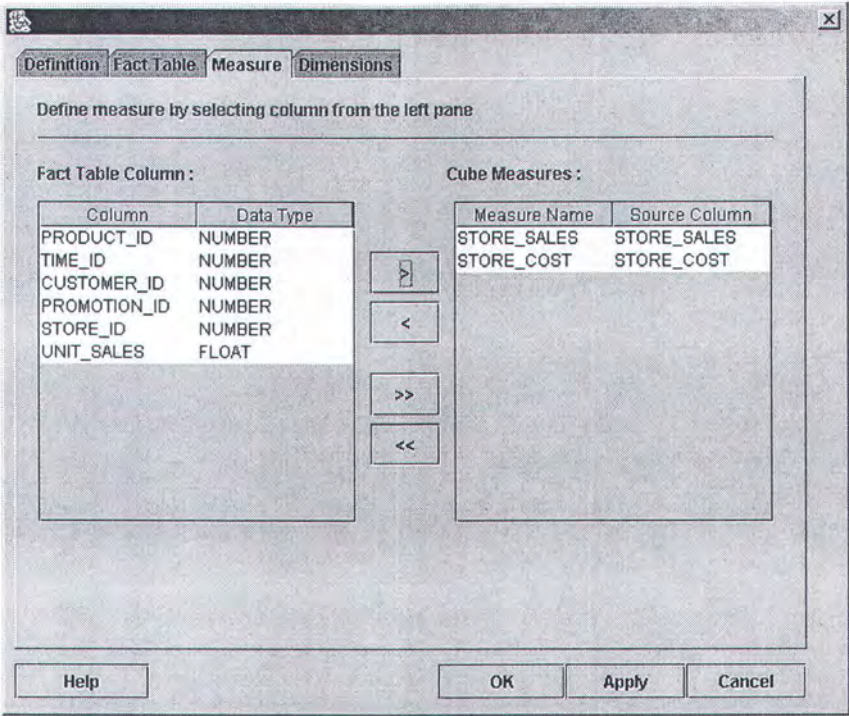 Definition Fact Table Measure Dimensions
Define measure by selecting column from the left pane
Fact Table Column :
Column Data Type
PRODUCT_ID NUMBER
TIME_ID NUMBER
CUSTOMER_ID NUMBER
PROMOTION_ID NUMBER
STORE_ID NUMBER
UNIT_SALES FLOAT
>
<
>>
<<
Cube Measures :
Measure Name Source Column
STORE_SALES STORE_SALES
STORE_COST STORE_COST
Help OK Apply Cancel